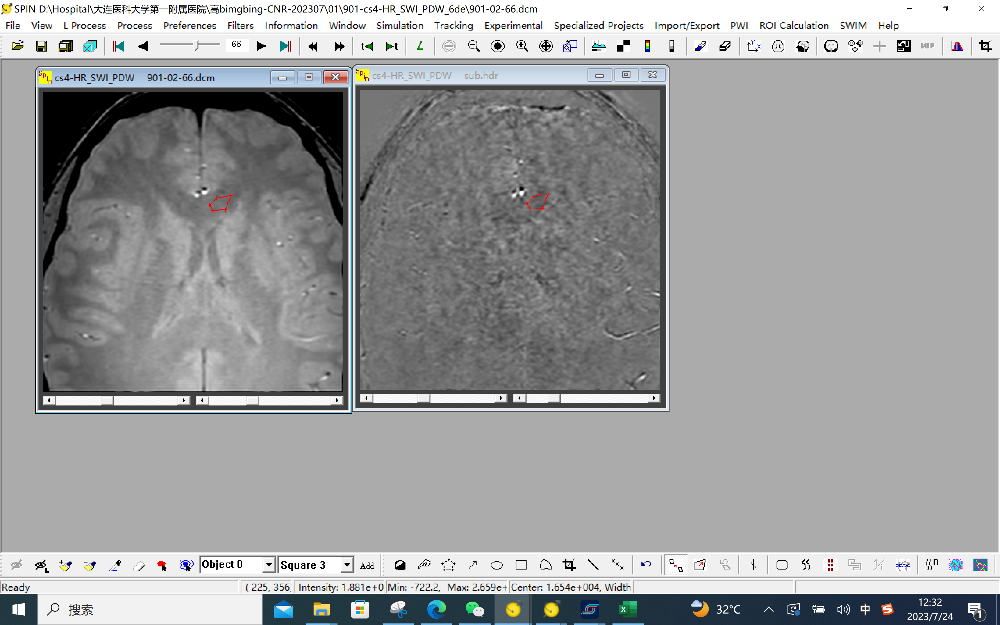 SPIN D:\Hospital\大连医科大学第一附属医院\高bimgbing-CNR-202307\01\901-cs4-HR_SWI_PDW_6de\901-02-66.dcm
File View L Process Process Preferences Filters Information Window Simulation Tracking Experimental Specialized Projects Import/Export PWI ROI Calculation SWIM Help
66
t t Y x MIP
Spin cs4-HR_SWI_PDW 901-02-66.dcm
Spin cs4-HR_SWI_PDW sub.hdr
L Object 0 Square 3 Add n
Ready ( 225, 356) Intensity: 1.881e+0 Min: -722.2, Max: 2.659e+ Center: 1.654e+004, Width
搜索 32°C 中 12:32
2023/7/24
1